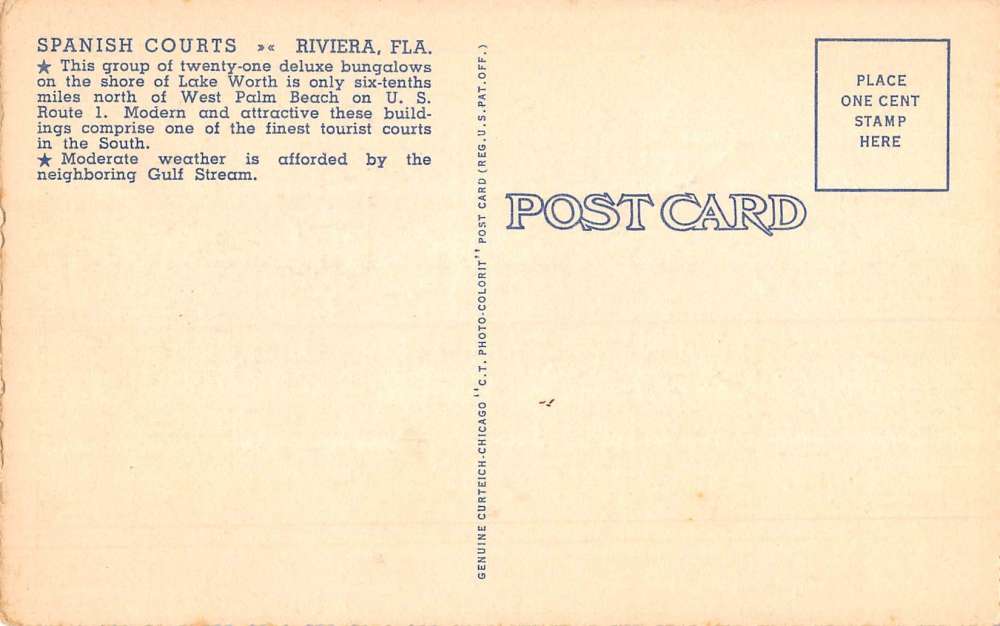 SPANISH COURTS »« RIVIERA, FLA.
★ This group of twenty-one deluxe bungalows
on the shore of Lake Worth is only six-tenths
miles north of West Palm Beach on U. S.
Route 1. Modern and attractive these build-
ings comprise one of the finest tourist courts
in the South.
★ Moderate weather is afforded by the
neighboring Gulf Stream.
GENUINE CURTEICH-CHICAGO "C.T. PHOTO-COLORIT" POST CARD (REG. U.S. PAT. OFF.)
POST CARD
PLACE
ONE CENT
STAMP
HERE